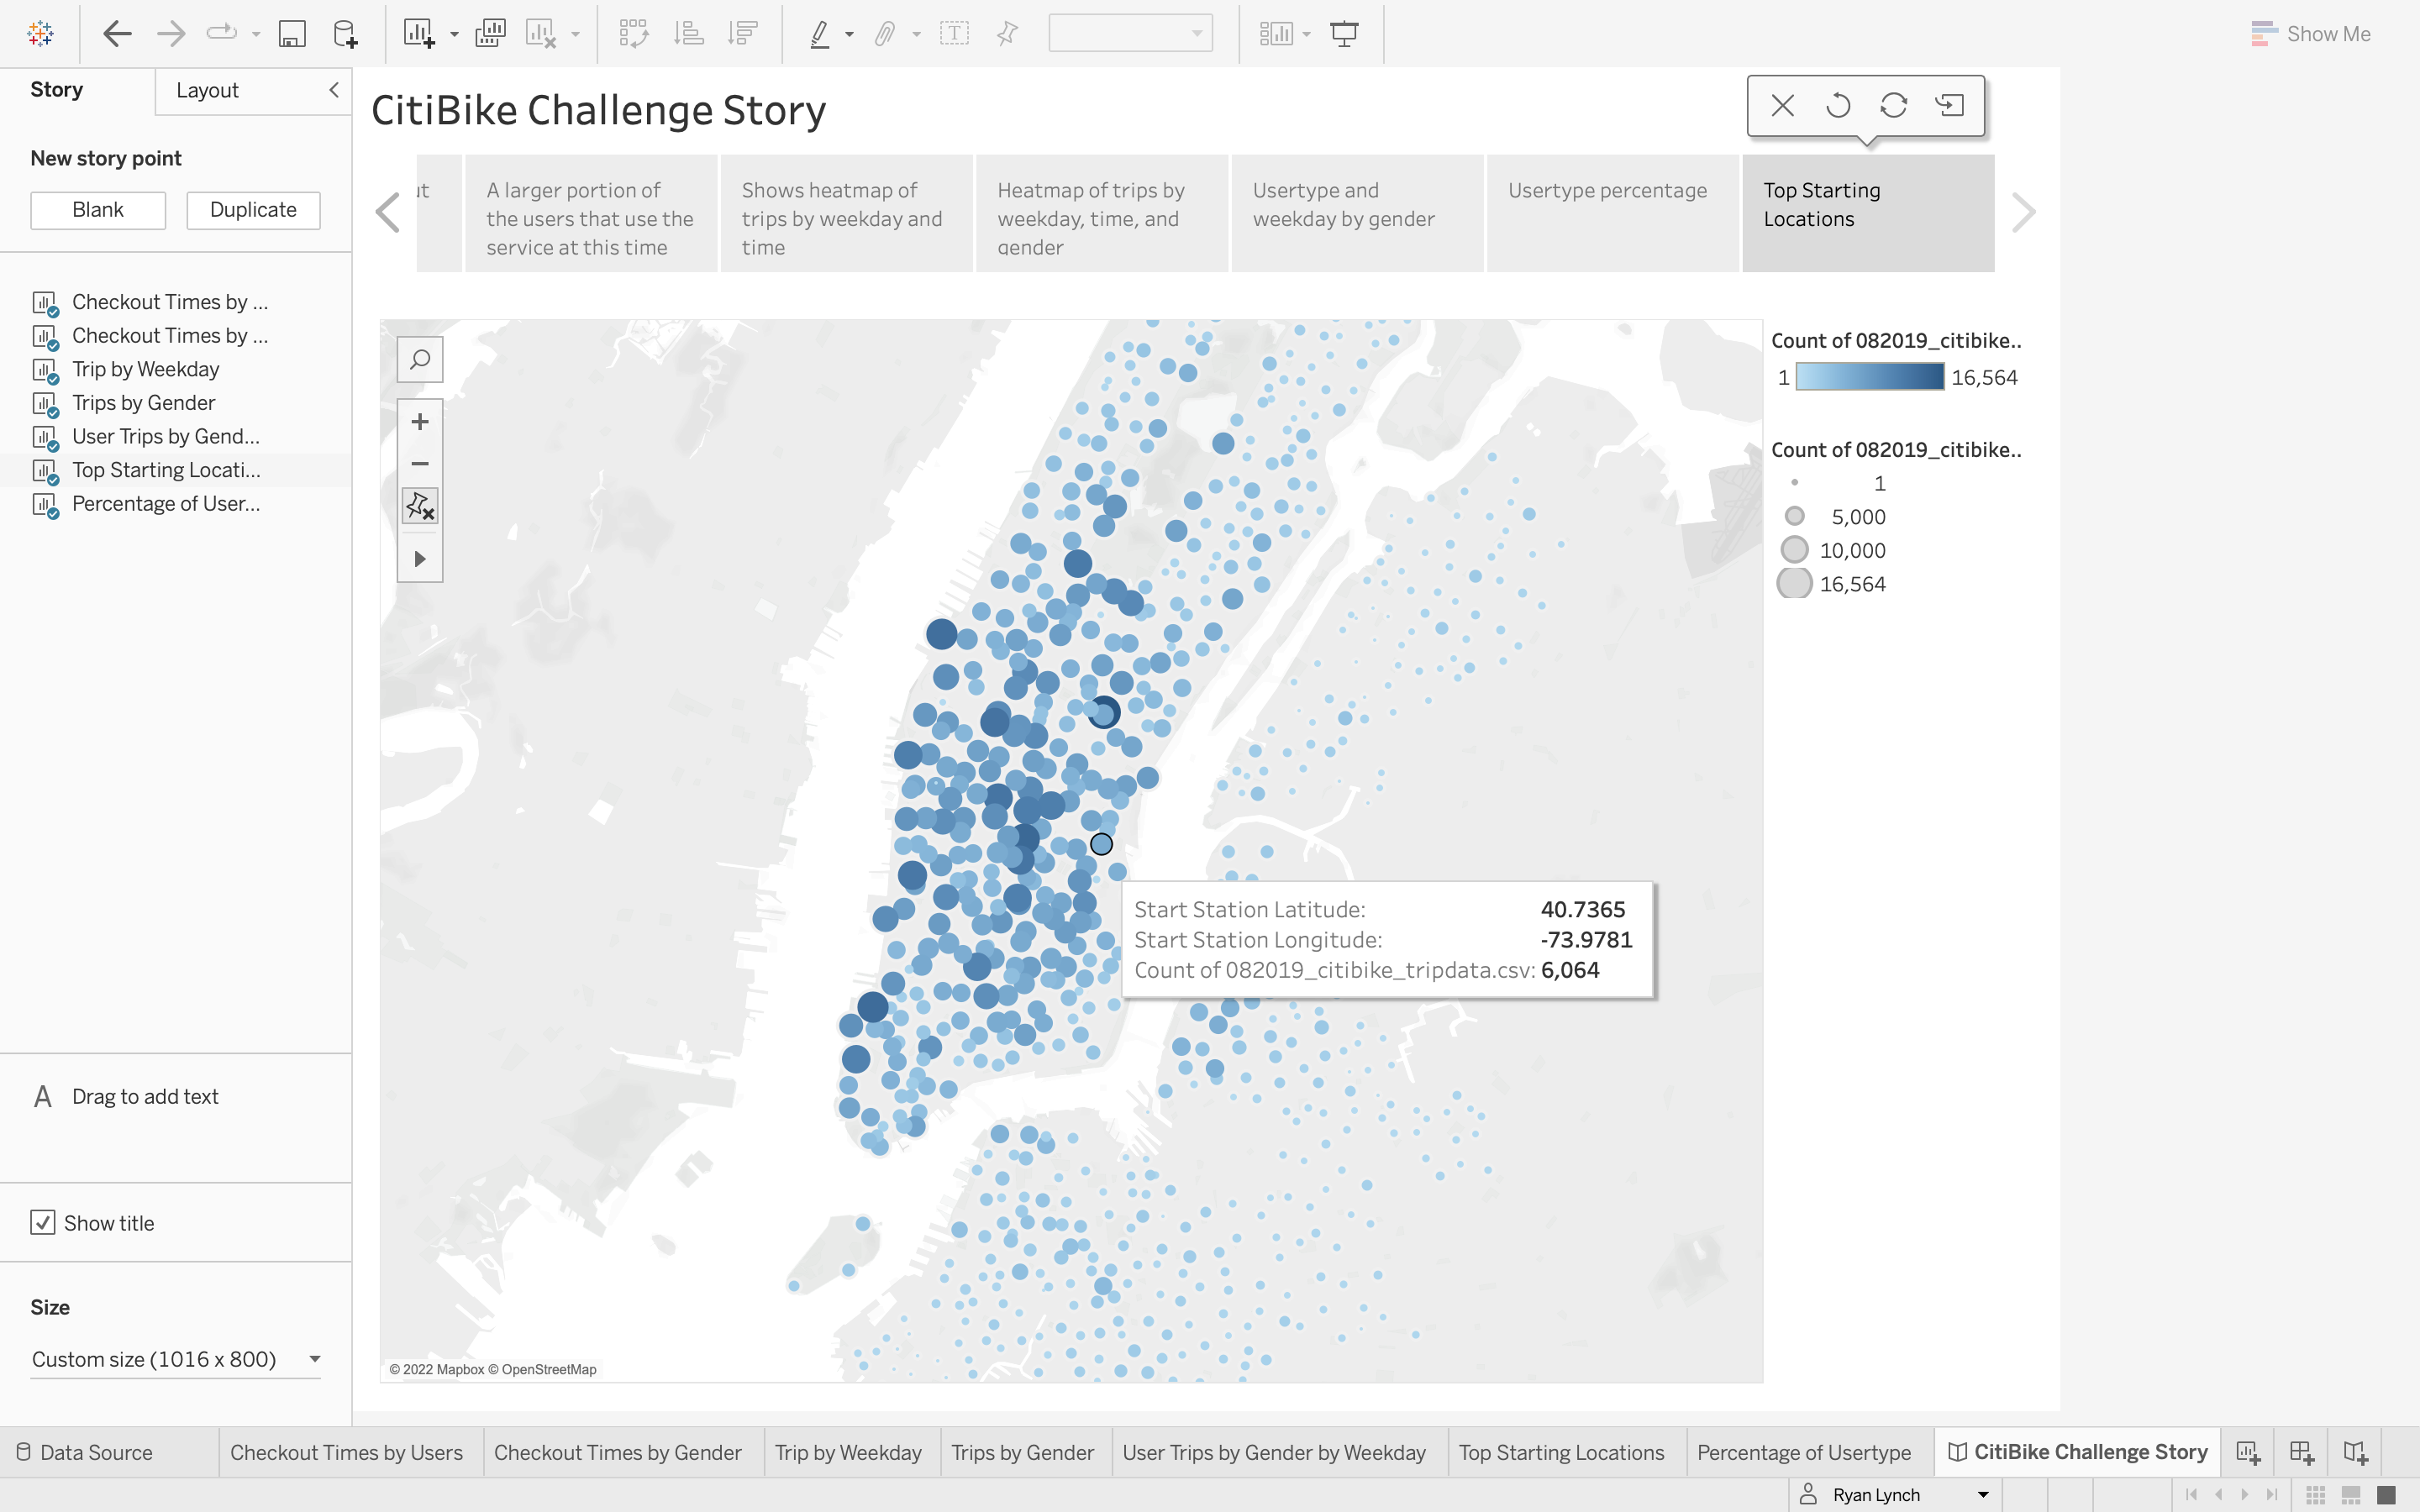 Show Me
Story
Layout
New story point
Blank
Duplicate
Checkout Times by ...
Checkout Times by ...
Trip by Weekday
Trips by Gender
User Trips by Gend...
Top Starting Locati...
Percentage of User...
A Drag to add text
Show title
Size
Custom size (1016 x 800)
CitiBike Challenge Story
ut
A larger portion of
the users that use the
service at this time
Shows heatmap of
trips by weekday and
time
Heatmap of trips by
weekday, time, and
gender
Usertype and
weekday by gender
Usertype percentage
Top Starting
Locations
Count of 082019_citibike..
1 16,564
Count of 082019_citibike..
1
5,000
10,000
16,564
Start Station Latitude: 40.7365
Start Station Longitude: -73.9781
Count of 082019_citibike_tripdata.csv: 6,064
© 2022 Mapbox © OpenStreetMap
Data Source
Checkout Times by Users
Checkout Times by Gender
Trip by Weekday
Trips by Gender
User Trips by Gender by Weekday
Top Starting Locations
Percentage of Usertype
CitiBike Challenge Story
Ryan Lynch